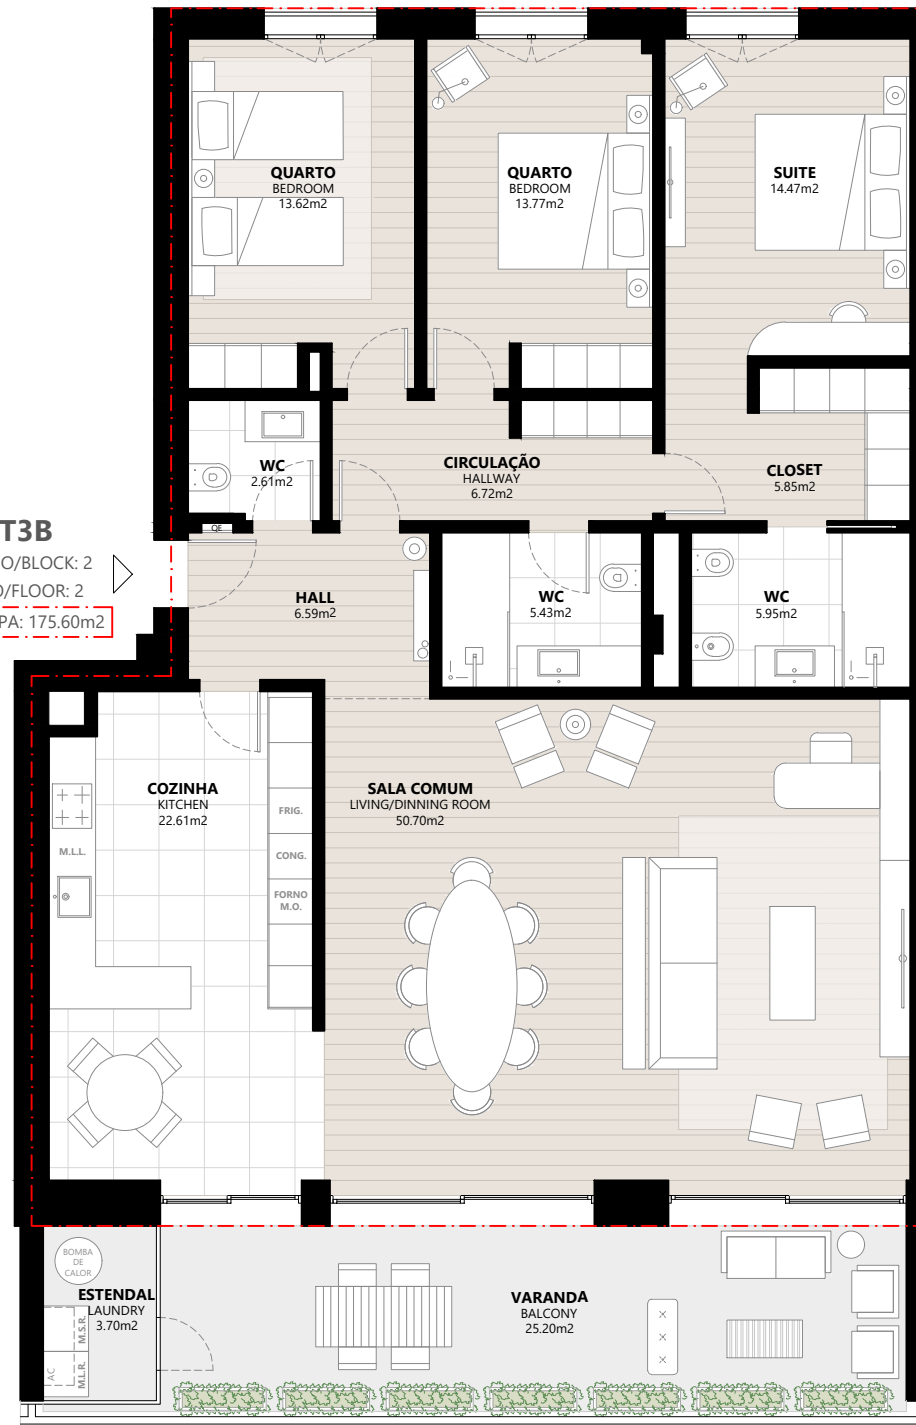 QUARTO
BEDROOM
13.62m2
QUARTO
BEDROOM
13.77m2
SUITE
14.47m2
WC
2.61m2
CIRCULAÇÃO
HALLWAY
6.72m2
CLOSET
5.85m2
QE
T3B
O/BLOCK: 2
O/FLOOR: 2
PA: 175.60m2
HALL
6.59m2
WC
5.43m2
WC
5.95m2
COZINHA
KITCHEN
22.61m2
SALA COMUM
LIVING/DINNING ROOM
50.70m2
FRIG.
M.L.L.
CONG.
FORNO
M.O.
BOMBA
DE
CALOR
ESTENDAL
LAUNDRY
3.70m2
M.S.R.
M.L.R.
AC
VARANDA
BALCONY
25.20m2